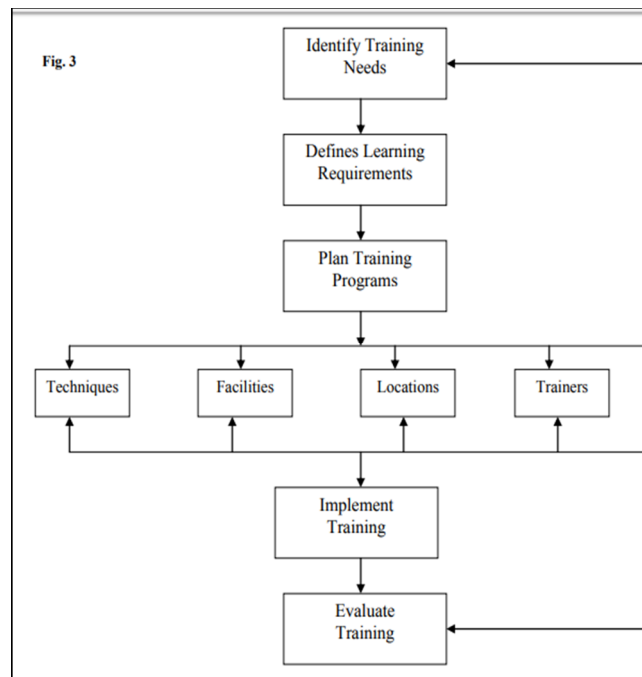 Fig. 3
Identify Training
Needs
Defines Learning
Requirements
Plan Training
Programs
Techniques
Facilities
Locations
Trainers
Implement
Training
Evaluate
Training